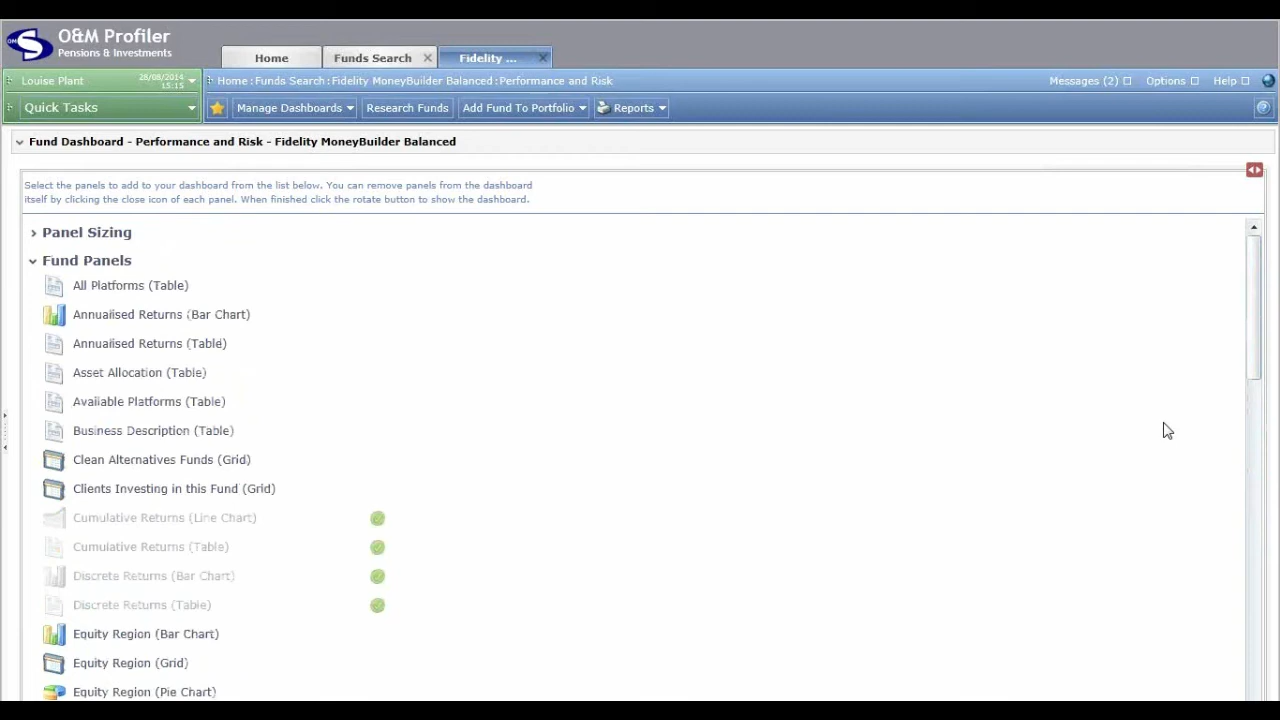 O&M Profiler
Pensions & Investments
Home
Funds Search
Fidelity ...
Louise Plant
28/08/2014
15:15
Home : Funds Search : Fidelity MoneyBuilder Balanced : Performance and Risk
Messages (2)
Options
Help
Quick Tasks
Manage Dashboards
Research Funds
Add Fund To Portfolio
Reports
Fund Dashboard - Performance and Risk - Fidelity MoneyBuilder Balanced
Select the panels to add to your dashboard from the list below. You can remove panels from the dashboard
itself by clicking the close icon of each panel. When finished click the rotate button to show the dashboard.
Panel Sizing
Fund Panels
All Platforms (Table)
Annualised Returns (Bar Chart)
Annualised Returns (Table)
Asset Allocation (Table)
Available Platforms (Table)
Business Description (Table)
Clean Alternatives Funds (Grid)
Clients Investing in this Fund (Grid)
Cumulative Returns (Line Chart)
Cumulative Returns (Table)
Discrete Returns (Bar Chart)
Discrete Returns (Table)
Equity Region (Bar Chart)
Equity Region (Grid)
Equity Region (Pie Chart)